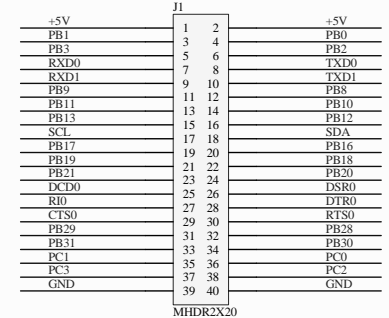 J1
+5V 1 2 +5V
PB1 3 4 PB0
PB3 5 6 PB2
RXD0 7 8 TXD0
RXD1 9 10 TXD1
PB9 11 12 PB8
PB11 13 14 PB10
PB13 15 16 PB12
SCL 17 18 SDA
PB17 19 20 PB16
PB19 21 22 PB18
PB21 23 24 PB20
DCD0 25 26 DSR0
RI0 27 28 DTR0
CTS0 29 30 RTS0
PB29 31 32 PB28
PB31 33 34 PB30
PC1 35 36 PC0
PC3 37 38 PC2
GND 39 40 GND
MHDR2X20